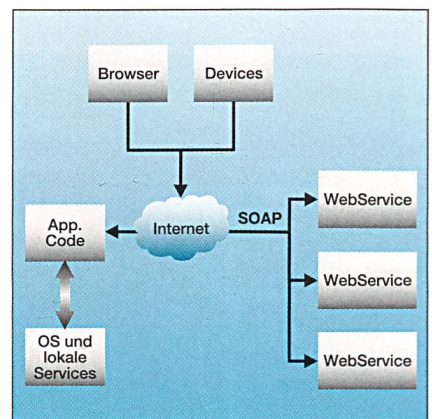 Browser
Devices
Internet
SOAP
App.
Code
OS und
lokale
Services
WebService
WebService
WebService